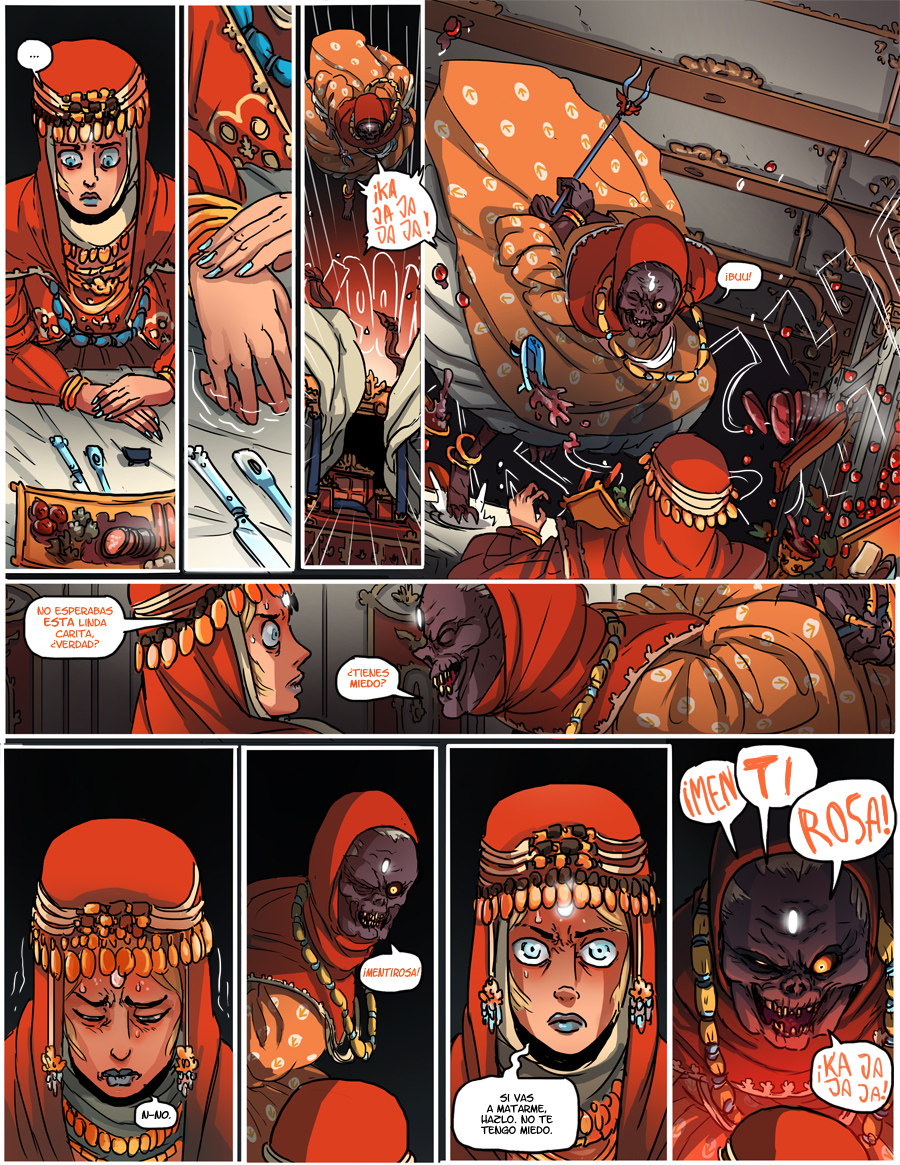 ...
¡KA
JA JA
JA JA!
¡BUU!
NO ESPERABAS
ESTA LINDA
CARITA,
¿VERDAD?
¿TIENES
MIEDO?
N-NO.
¡MENTIROSA!
SI VAS
A MATARME,
HAZLO. NO TE
TENGO MIEDO.
¡MEN
TI
ROSA!
¡KA JA
JA JA!